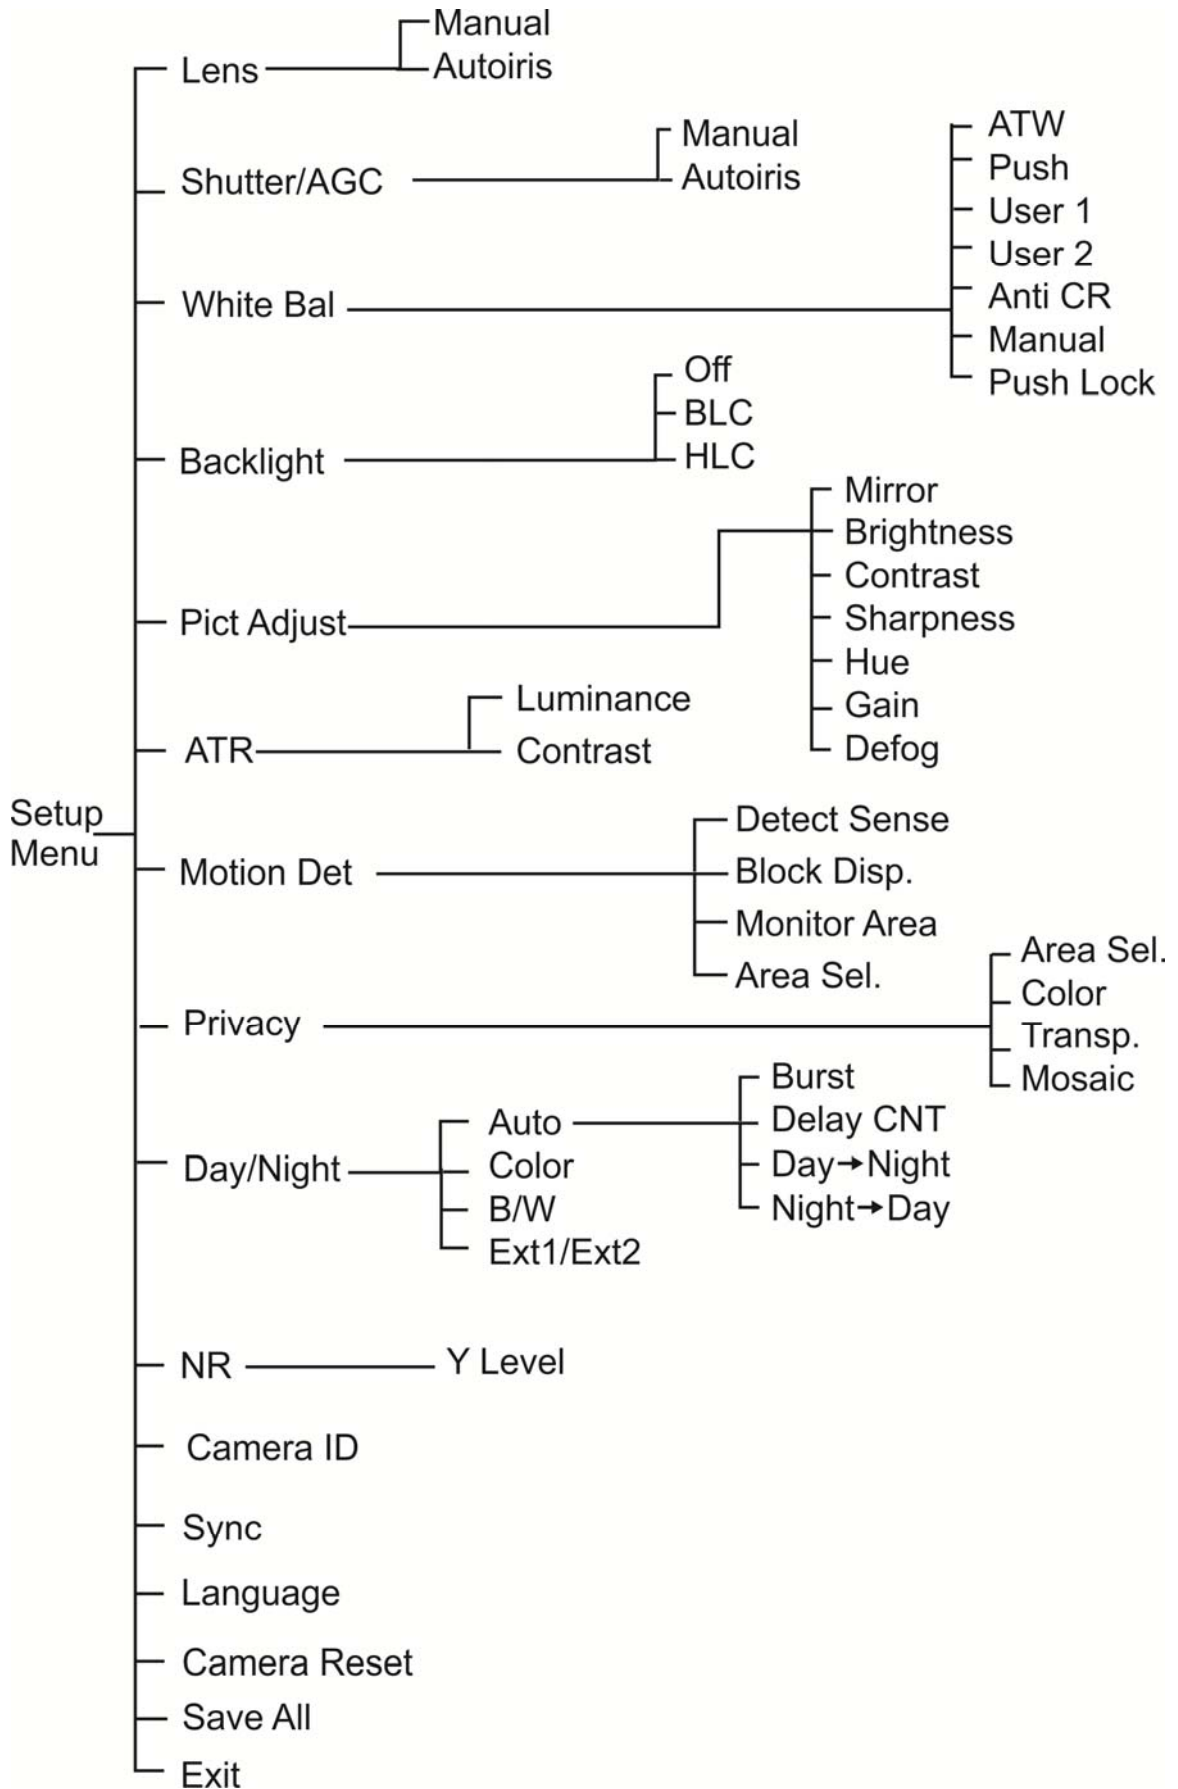 Setup
Menu
Lens
Manual
Autoiris
Shutter/AGC
Manual
Autoiris
White Bal
ATW
Push
User 1
User 2
Anti CR
Manual
Push Lock
Backlight
Off
BLC
HLC
Pict Adjust
Mirror
Brightness
Contrast
Sharpness
Hue
Gain
Defog
ATR
Luminance
Contrast
Motion Det
Detect Sense
Block Disp.
Monitor Area
Area Sel.
Privacy
Area Sel.
Color
Transp.
Mosaic
Day/Night
Auto
Burst
Delay CNT
Day→Night
Night→Day
Color
B/W
Ext1/Ext2
NR
Y Level
Camera ID
Sync
Language
Camera Reset
Save All
Exit